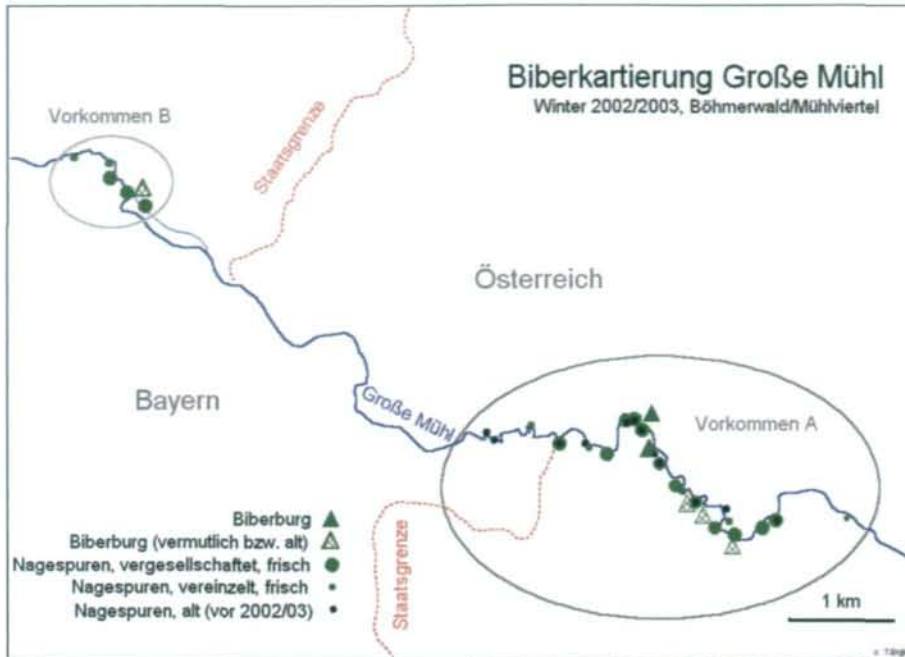 Biberkartierung Große Mühl
Winter 2002/2003, Böhmerwald/Mühlviertel
Vorkommen B
Staatsgrenze
Österreich
Bayern
Große Mühl
Vorkommen A
Biberburg
Biberburg (vermutlich bzw. alt)
Nagespuren, vergesellschaftet, frisch
Nagespuren, vereinzelt, frisch
Nagespuren, alt (vor 2002/03)
Staatsgrenze
1 km